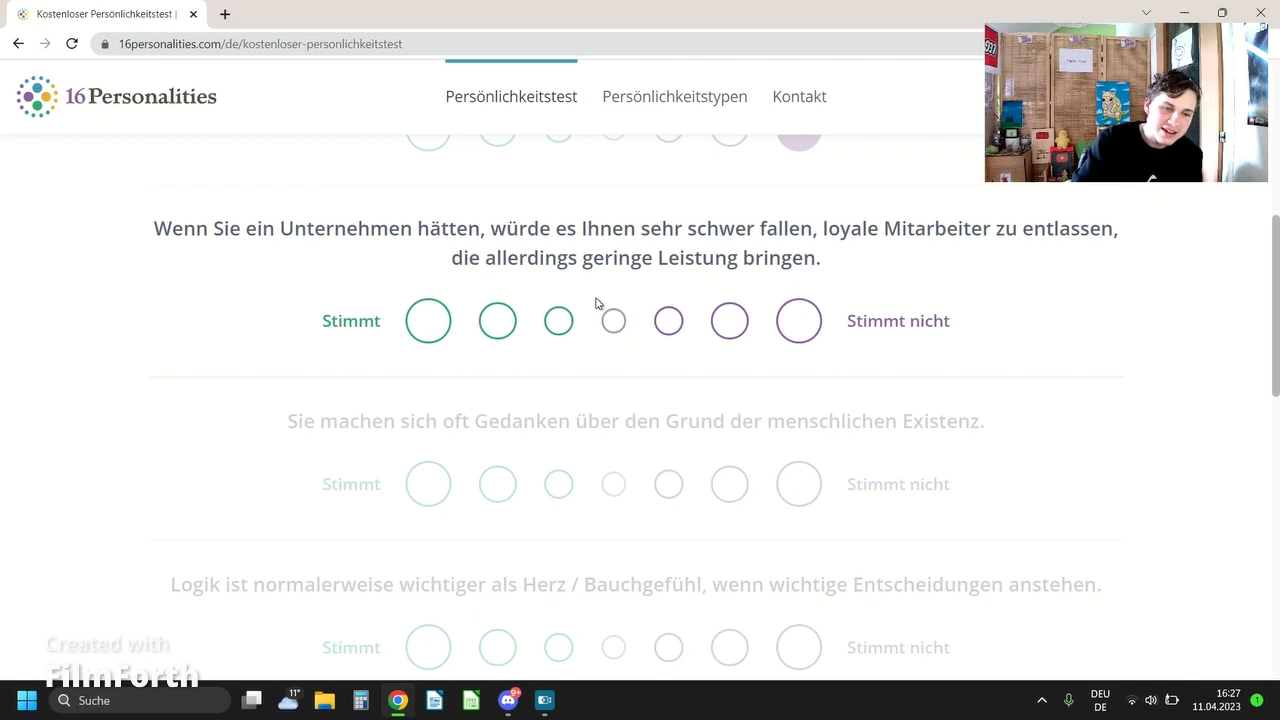 Kostenloser Persönlichkeitstest |
16personalities.com/de/kostenloser-personlichkeitstest
16Personalities
Persönlichkeitstest
Persönlichkeitstypen
Kontakt
Wenn Sie ein Unternehmen hätten, würde es Ihnen sehr schwer fallen, loyale Mitarbeiter zu entlassen,
die allerdings geringe Leistung bringen.
Stimmt
Stimmt nicht
Sie machen sich oft Gedanken über den Grund der menschlichen Existenz.
Stimmt
Stimmt nicht
Logik ist normalerweise wichtiger als Herz / Bauchgefühl, wenn wichtige Entscheidungen anstehen.
Stimmt
Stimmt nicht
Created with
FilmForth
Suche
11°
9+
DEU
DE
16:27
11.04.2023
1